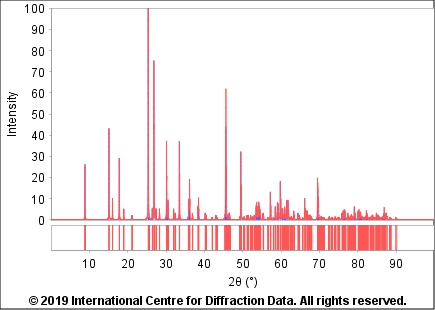 100
90
80
70
60
50
40
30
20
10
0
Intensity
10 20 30 40 50 60 70 80 90
2θ (°)
© 2019 International Centre for Diffraction Data. All rights reserved.